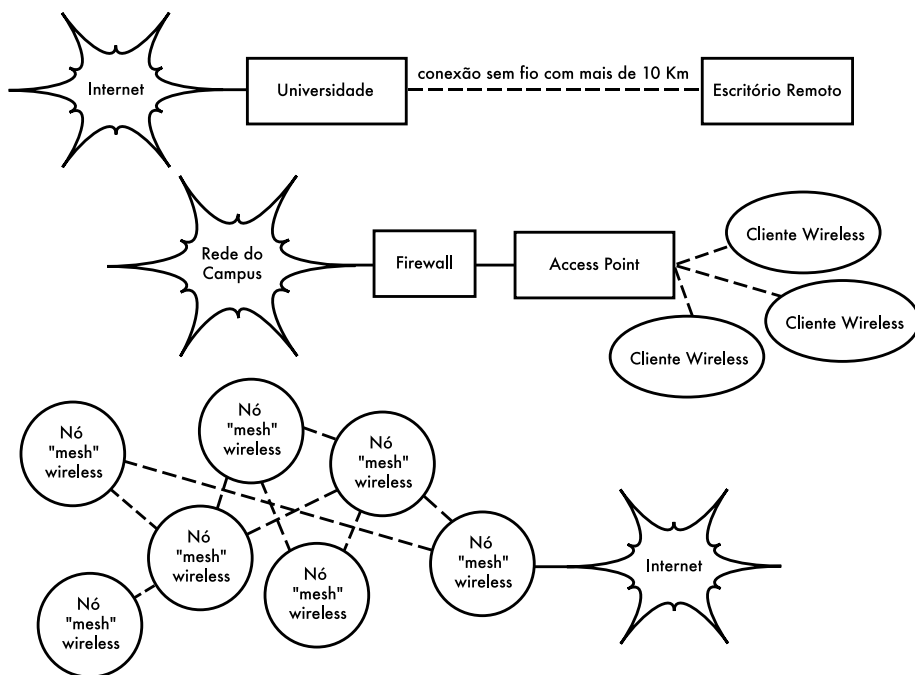 Internet
Universidade
conexão sem fio com mais de 10 Km
Escritório Remoto
Rede do
Campus
Firewall
Access Point
Cliente Wireless
Cliente Wireless
Cliente Wireless
Nó
"mesh"
wireless
Nó
"mesh"
wireless
Nó
"mesh"
wireless
Nó
"mesh"
wireless
Nó
"mesh"
wireless
Nó
"mesh"
wireless
Nó
"mesh"
wireless
Internet